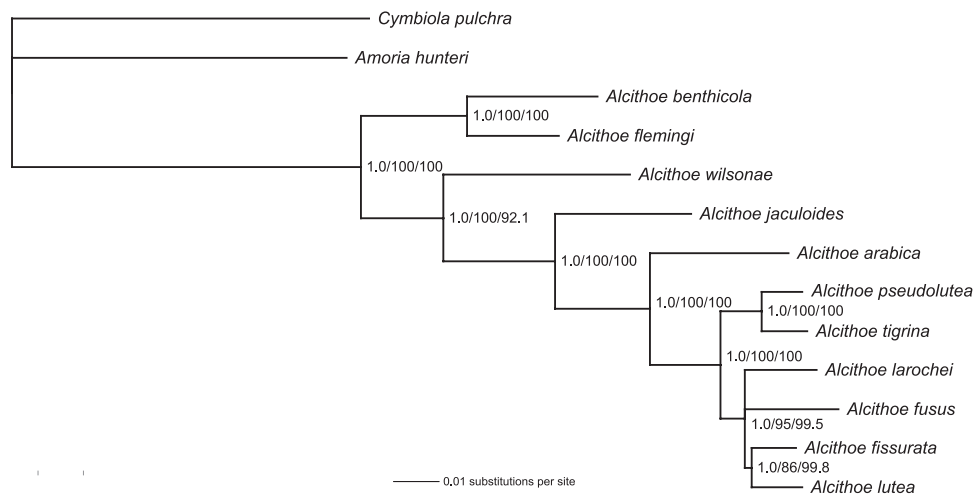 Cymbiola pulchra
Amoria hunteri
Alcithoe benthicola
1.0/100/100
Alcithoe flemingi
1.0/100/100
Alcithoe wilsonae
1.0/100/92.1
Alcithoe jaculoides
1.0/100/100
Alcithoe arabica
Alcithoe pseudolutea
1.0/100/100
1.0/100/100
Alcithoe tigrina
1.0/100/100
Alcithoe larochei
Alcithoe fusus
1.0/95/99.5
Alcithoe fissurata
1.0/86/99.8
0.01 substitutions per site
Alcithoe lutea